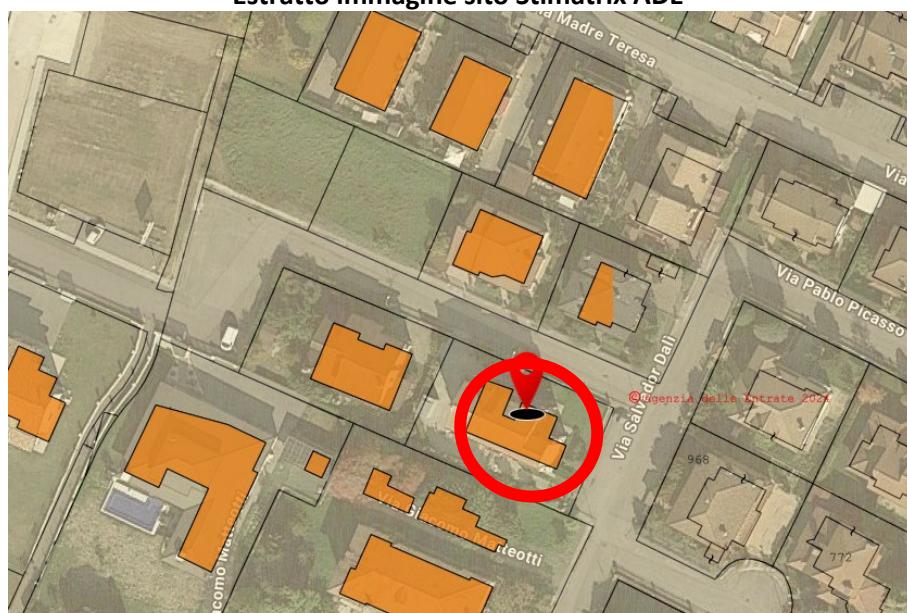 Estratto immagine sito Stimatrix ADE
Via Madre Teresa
Via
Via Pablo Picasso
Via Salvador Dalì
© Agenzia delle Entrate 2024
968
Via Giacomo Matteotti
772
Giacomo Matteotti